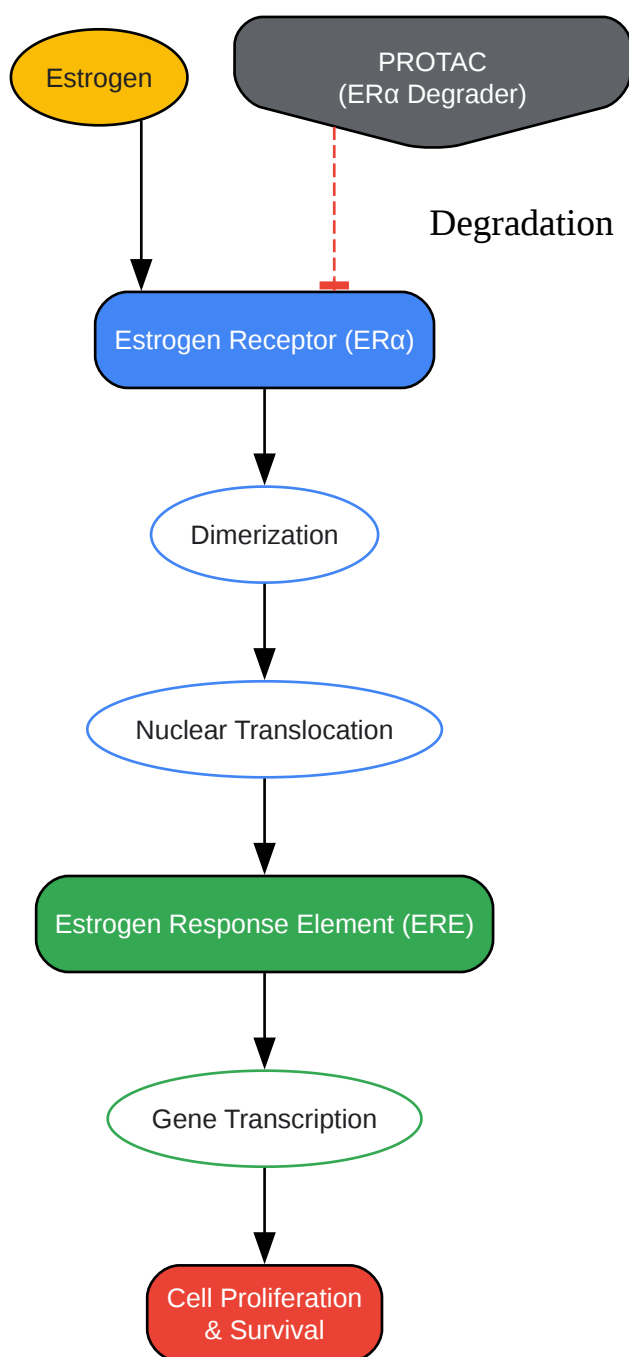 Estrogen
PROTAC
(ERα Degrader)
Degradation
Estrogen Receptor (ERα)
Dimerization
Nuclear Translocation
Estrogen Response Element (ERE)
Gene Transcription
Cell Proliferation
& Survival